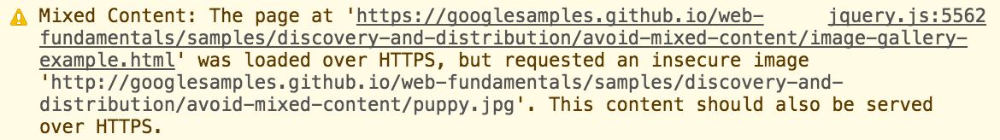 Mixed Content: The page at 'https://googlesamples.github.io/web- jquery.js:5562
fundamentals/samples/discovery-and-distribution/avoid-mixed-content/image-gallery-
example.html' was loaded over HTTPS, but requested an insecure image
'http://googlesamples.github.io/web-fundamentals/samples/discovery-and-
distribution/avoid-mixed-content/puppy.jpg'. This content should also be served
over HTTPS.